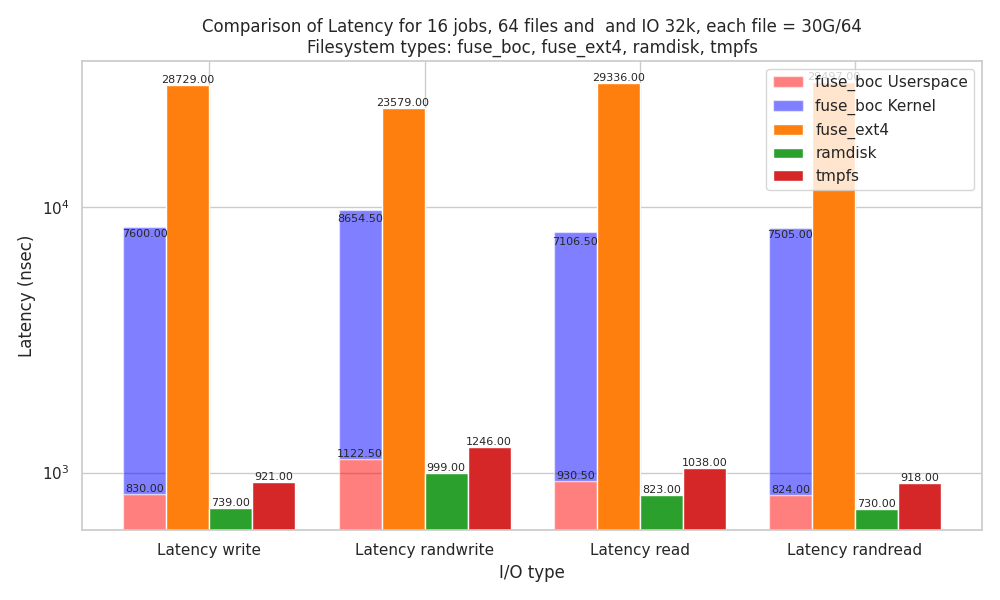 Comparison of Latency for 16 jobs, 64 files and  and IO 32k, each file = 30G/64
Filesystem types: fuse_boc, fuse_ext4, ramdisk, tmpfs
28729.00
23579.00
29336.00
fuse_boc Userspace
fuse_boc Kernel
fuse_ext4
ramdisk
tmpfs
10⁴
7600.00
8654.50
7106.50
7505.00
Latency (nsec)
10³
830.00
739.00
921.00
1122.50
999.00
1246.00
930.50
823.00
1038.00
824.00
730.00
918.00
Latency write
Latency randwrite
Latency read
Latency randread
I/O type